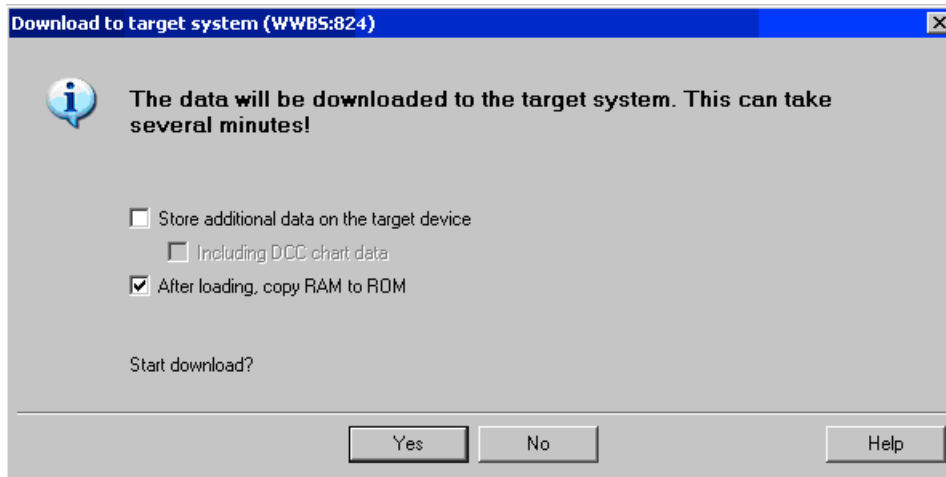 Download to target system (WWBS:824)
The data will be downloaded to the target system. This can take
several minutes!
Store additional data on the target device
Including DCC chart data
After loading, copy RAM to ROM
Start download?
Yes No Help